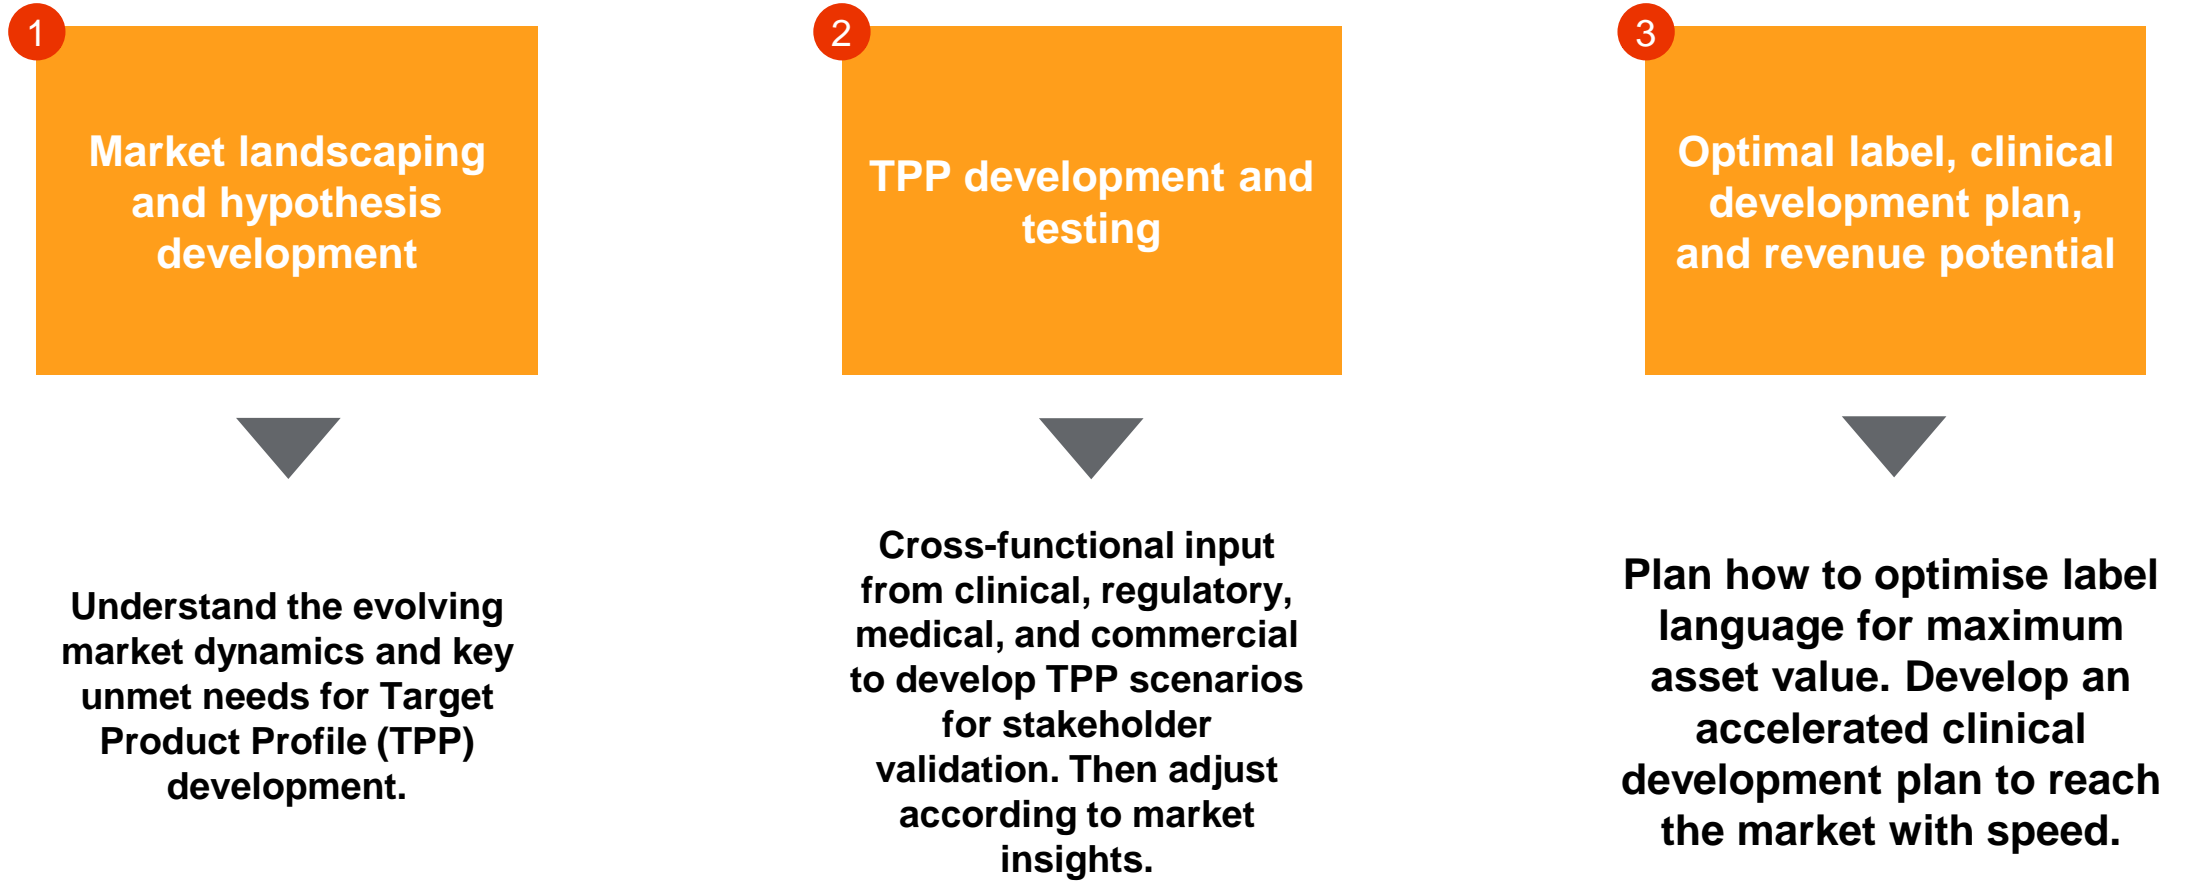 1
Market landscaping
and hypothesis
development
Understand the evolving
market dynamics and key
unmet needs for Target
Product Profile (TPP)
development.
2
TPP development and
testing
Cross-functional input
from clinical, regulatory,
medical, and commercial
to develop TPP scenarios
for stakeholder
validation. Then adjust
according to market
insights.
3
Optimal label, clinical
development plan,
and revenue potential
Plan how to optimise label
language for maximum
asset value. Develop an
accelerated clinical
development plan to reach
the market with speed.